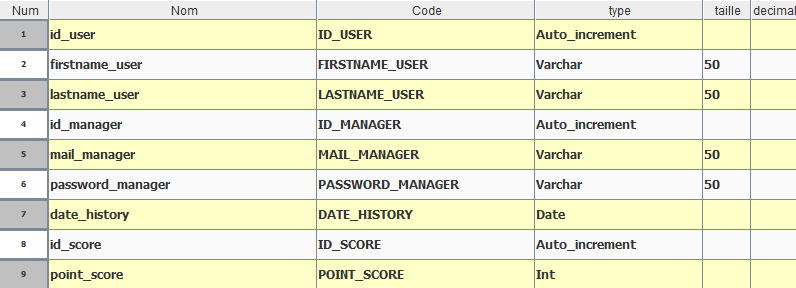 Num Nom Code type taille decimal
1 id_user ID_USER Auto_increment
2 firstname_user FIRSTNAME_USER Varchar 50
3 lastname_user LASTNAME_USER Varchar 50
4 id_manager ID_MANAGER Auto_increment
5 mail_manager MAIL_MANAGER Varchar 50
6 password_manager PASSWORD_MANAGER Varchar 50
7 date_history DATE_HISTORY Date
8 id_score ID_SCORE Auto_increment
9 point_score POINT_SCORE Int